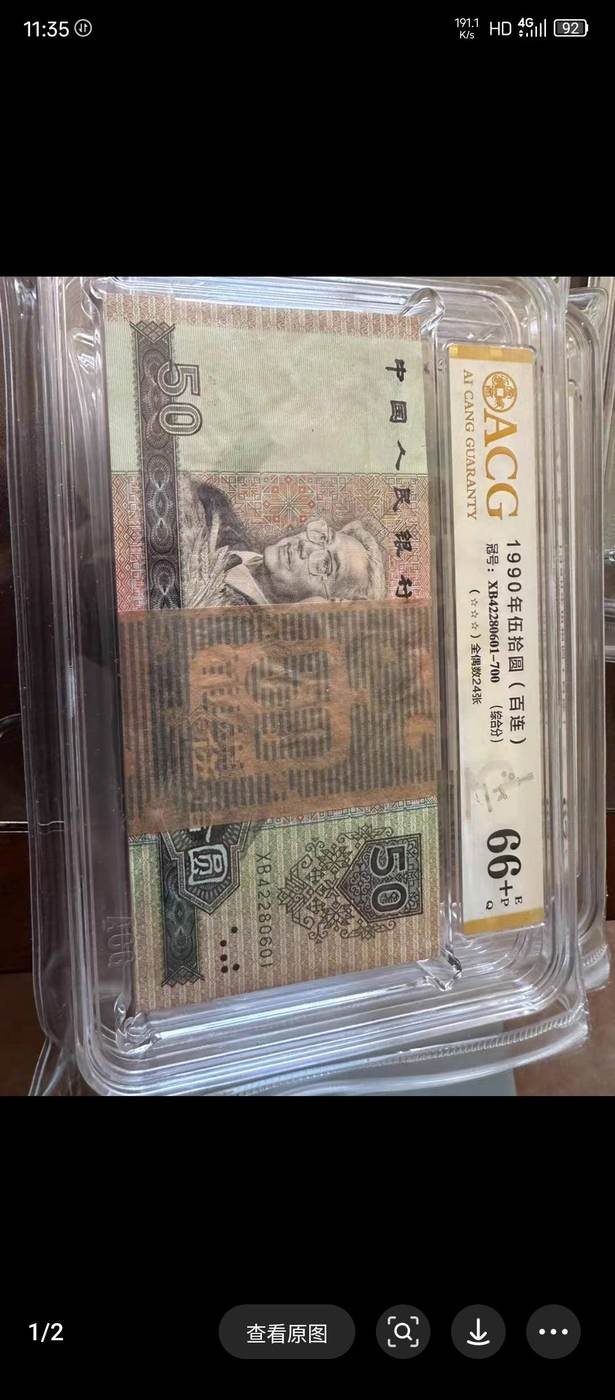 11:35
191.1
K/s
HD
4G
92
ACG
AI CANG GUARANTY
1990年伍拾圆(百连)
冠号:XB42280601-700 (综合分)
(☆☆☆)全偶数24张
66+
E
P
Q
中国人民银行
50
50
圆
XB42280601
1/2
查看原图